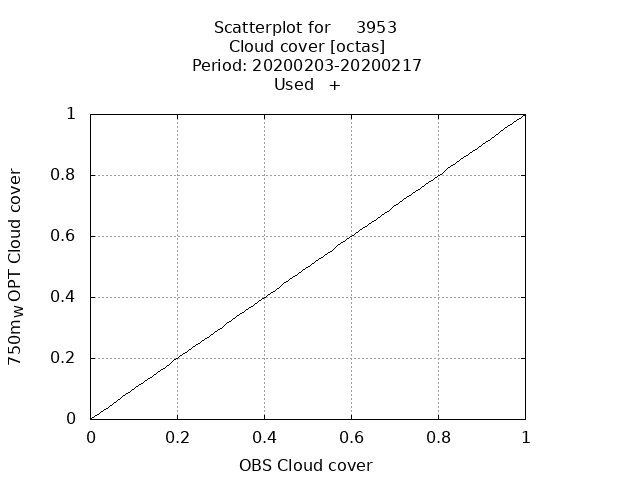 Scatterplot for 3953
Cloud cover [octas]
Period: 20200203-20200217
Used +
1
0.8
0.6
0.4
0.2
0
750mW OPT Cloud cover
0 0.2 0.4 0.6 0.8 1
OBS Cloud cover